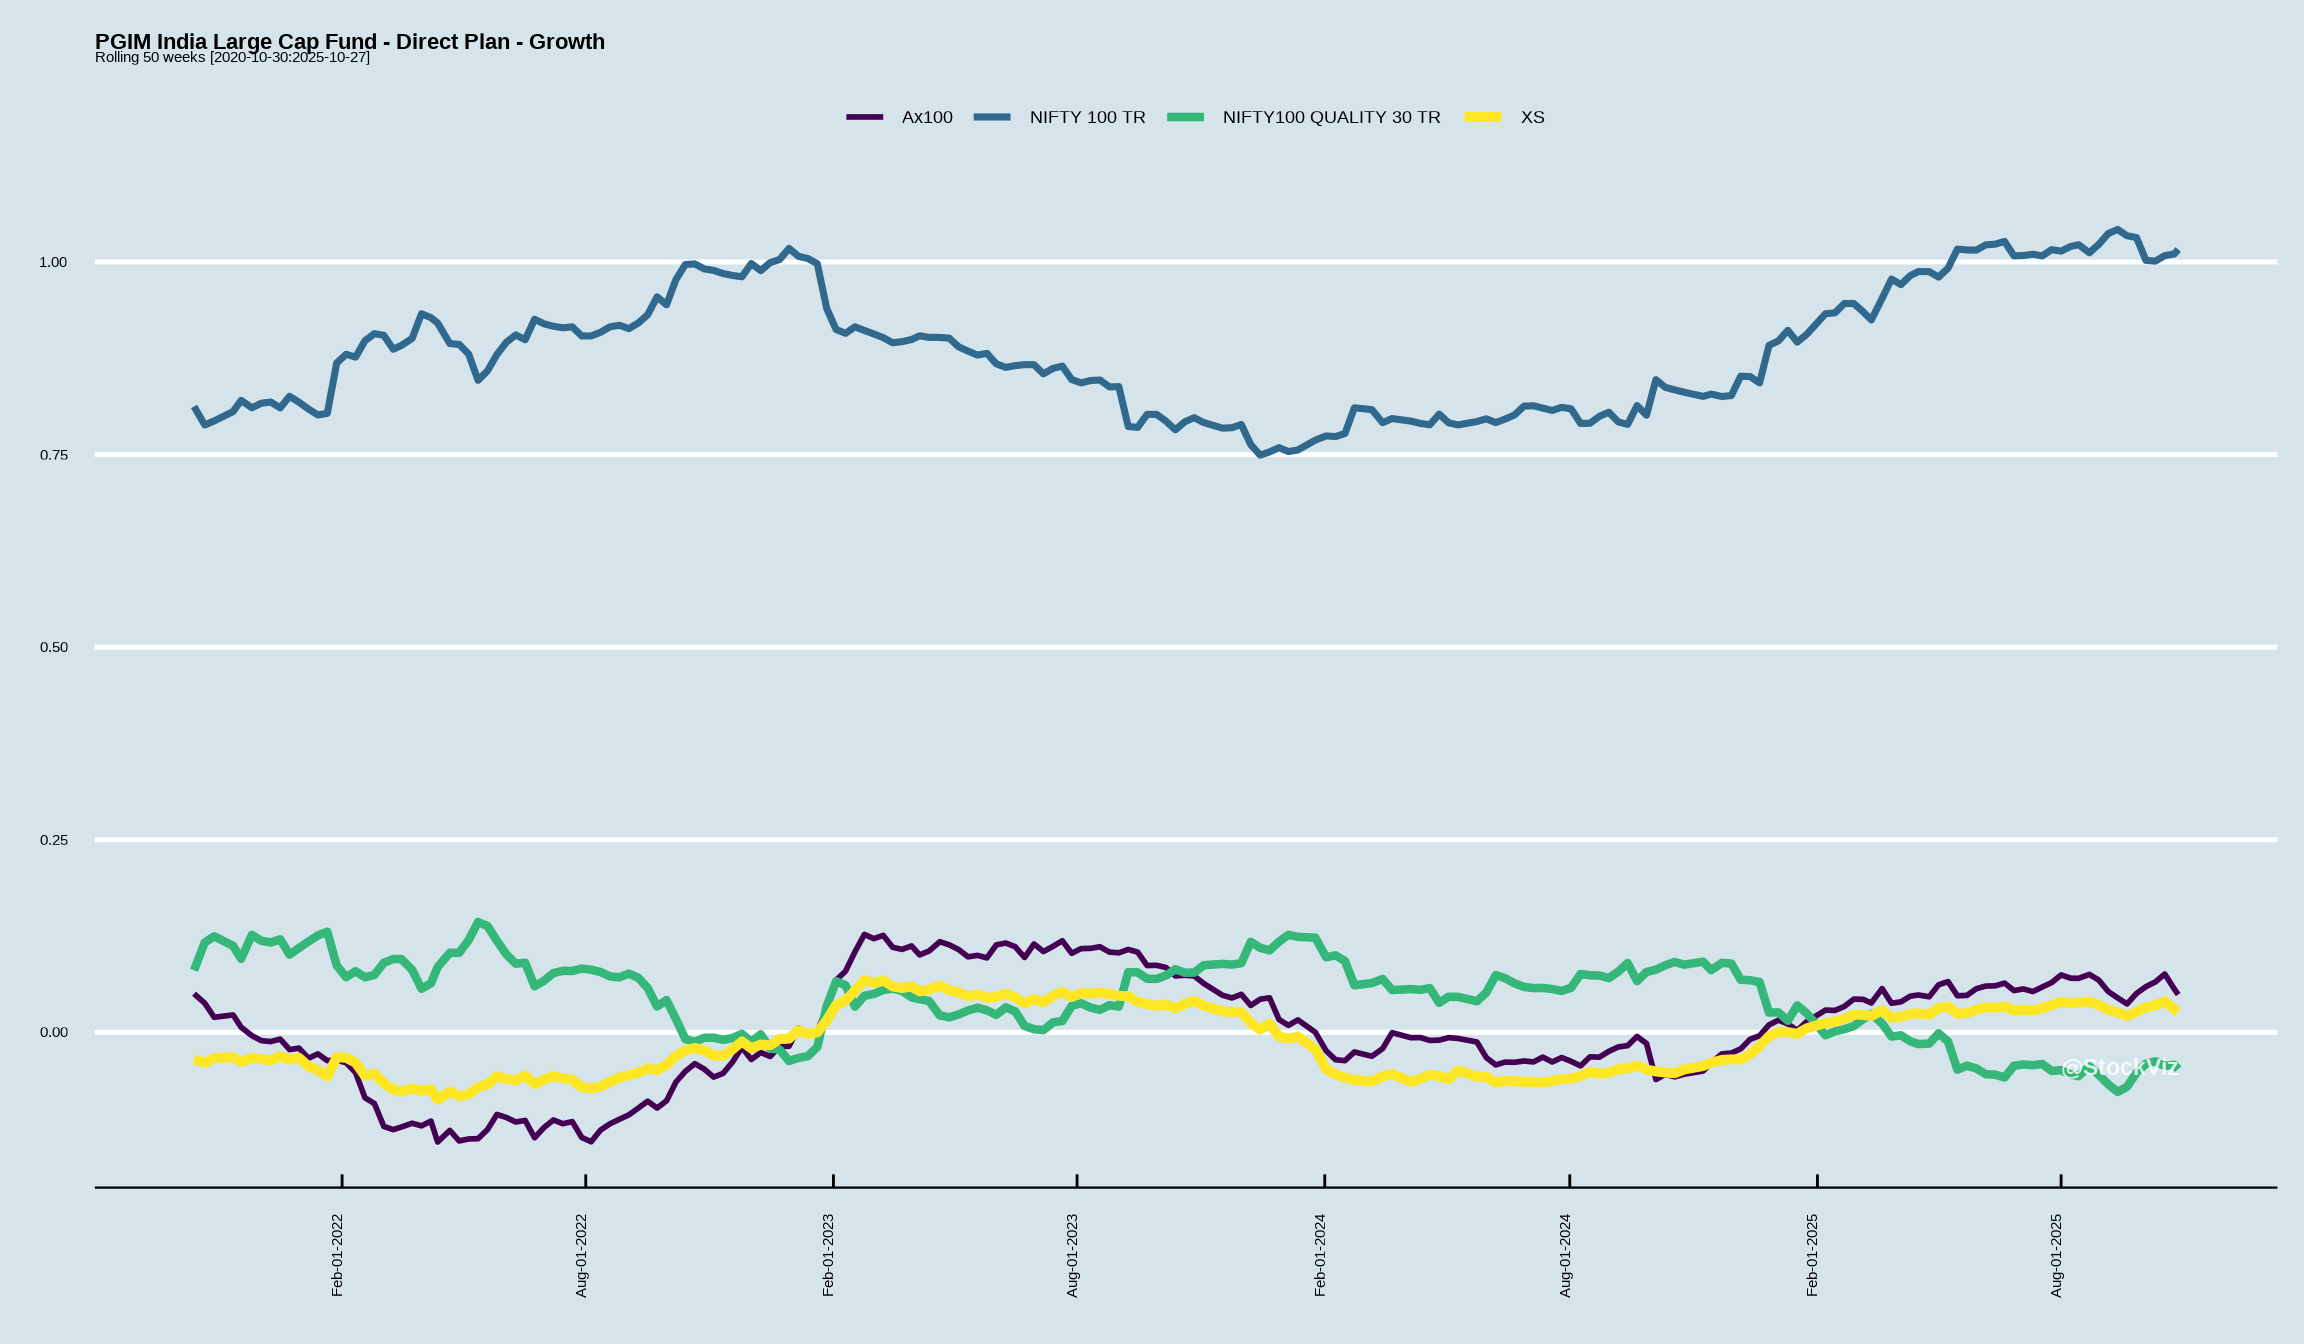 PGIM India Large Cap Fund - Direct Plan - Growth
Rolling 50 weeks [2020-10-30:2025-10-27]
Ax100 NIFTY 100 TR NIFTY100 QUALITY 30 TR XS
1.00
0.75
0.50
0.25
0.00
@StockViz
Feb-01-2022 Aug-01-2022 Feb-01-2023 Aug-01-2023 Feb-01-2024 Aug-01-2024 Feb-01-2025 Aug-01-2025